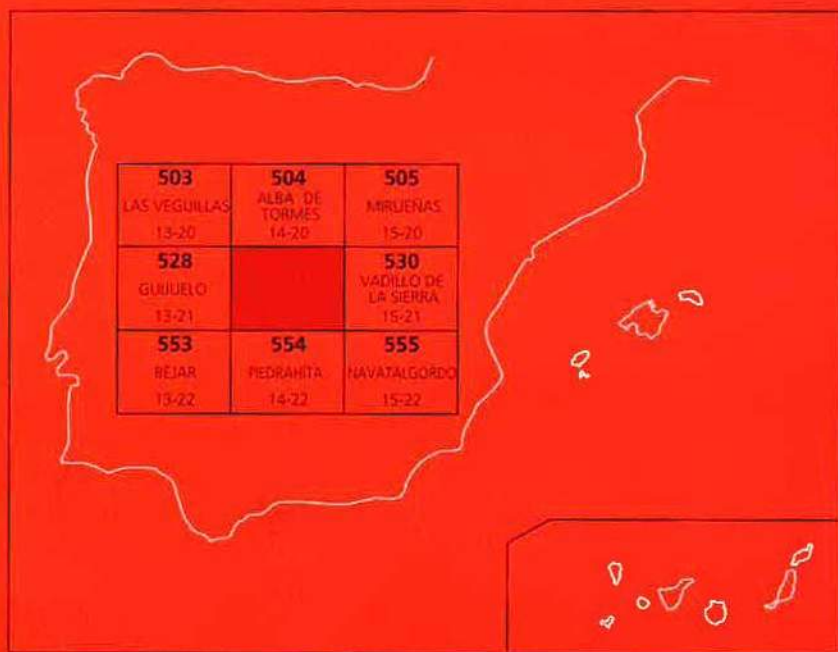 503
LAS VEGUILLAS
13-20
504
ALBA DE
TORMES
14-20
505
MIRUEÑAS
15-20
528
GUIJUELO
13-21
530
VADILLO DE
LA SIERRA
15-21
553
BÉJAR
13-22
554
PIEDRAHÍTA
14-22
555
NAVATALGORDO
15-22